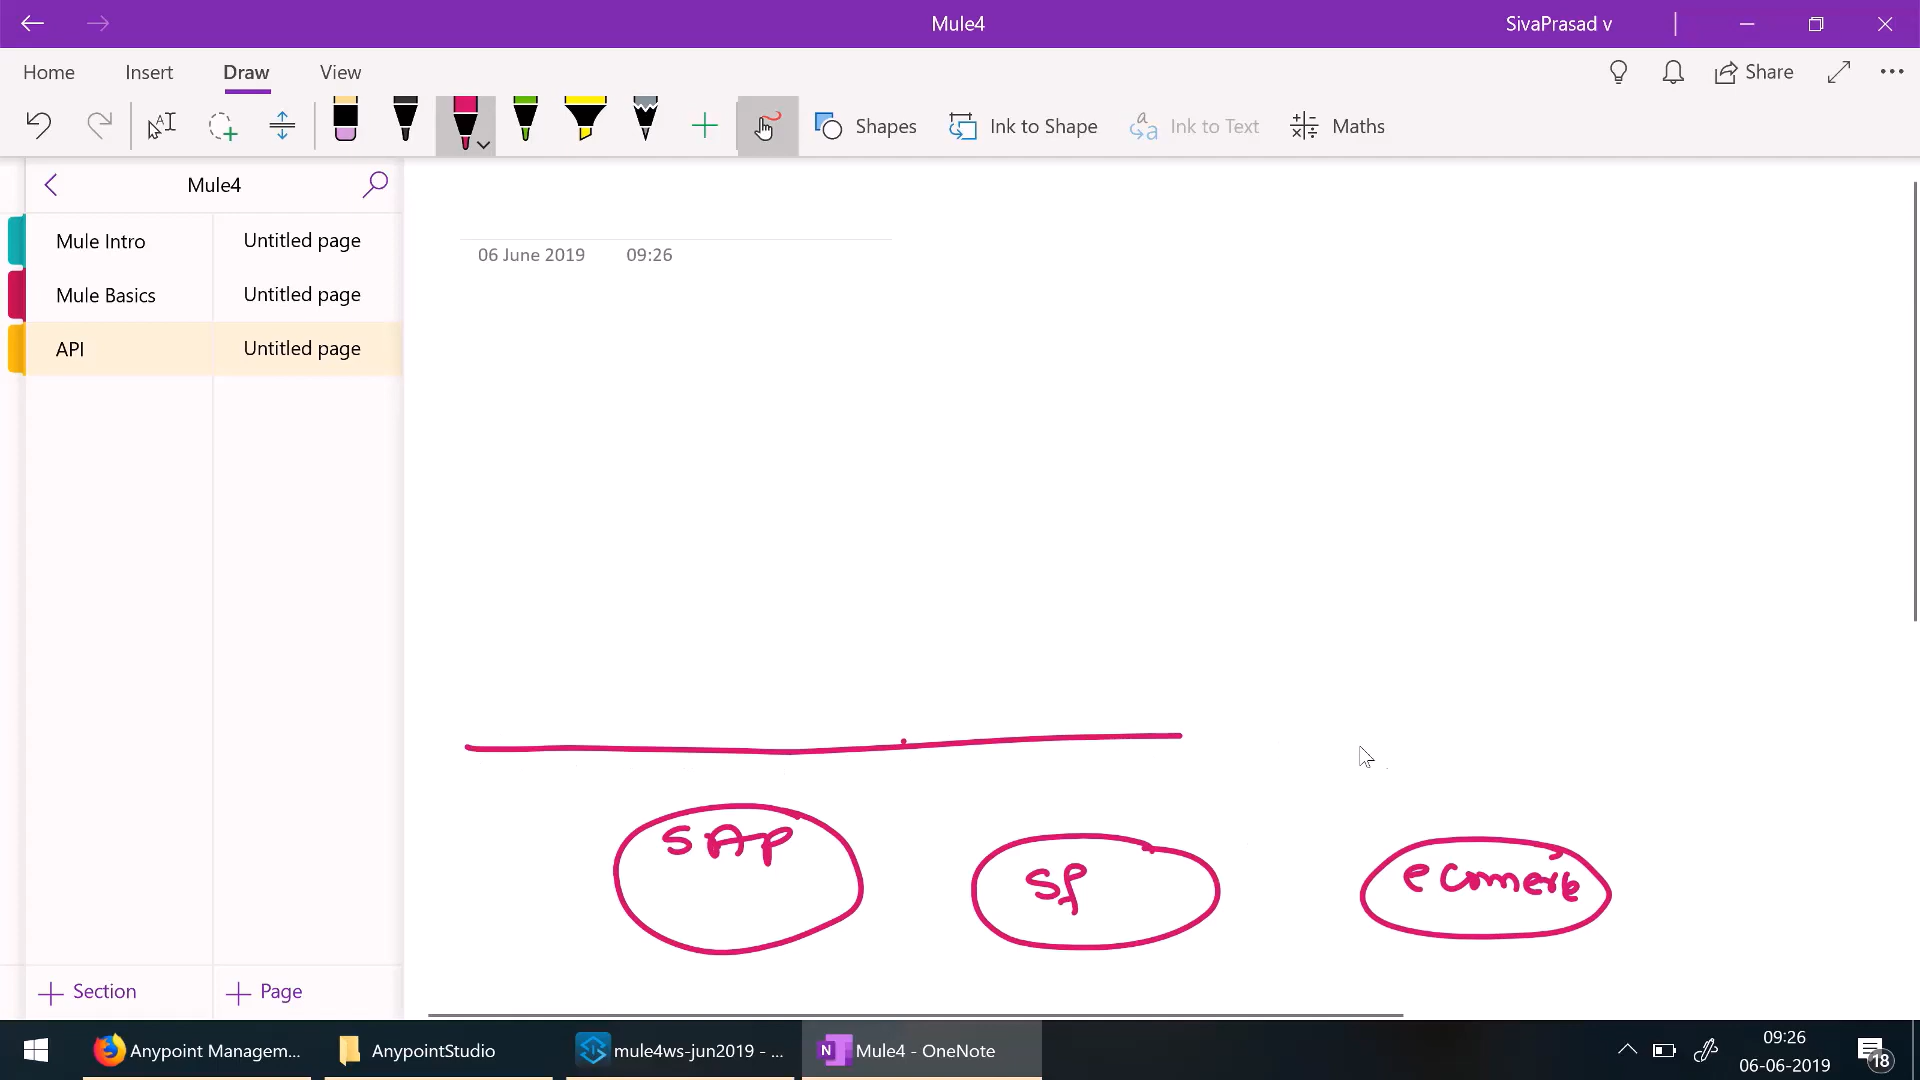 Mule4
SivaPrasad v
Home Insert Draw View
Share
Shapes Ink to Shape Ink to Text Maths
Mule4
Mule Intro
Untitled page
Mule Basics
Untitled page
API
Untitled page
06 June 2019 09:26
SAP
Sf
Section
Page
Anypoint Managem...
AnypointStudio
mule4ws-jun2019 - ...
Mule4 - OneNote
09:26
06-06-2019
18